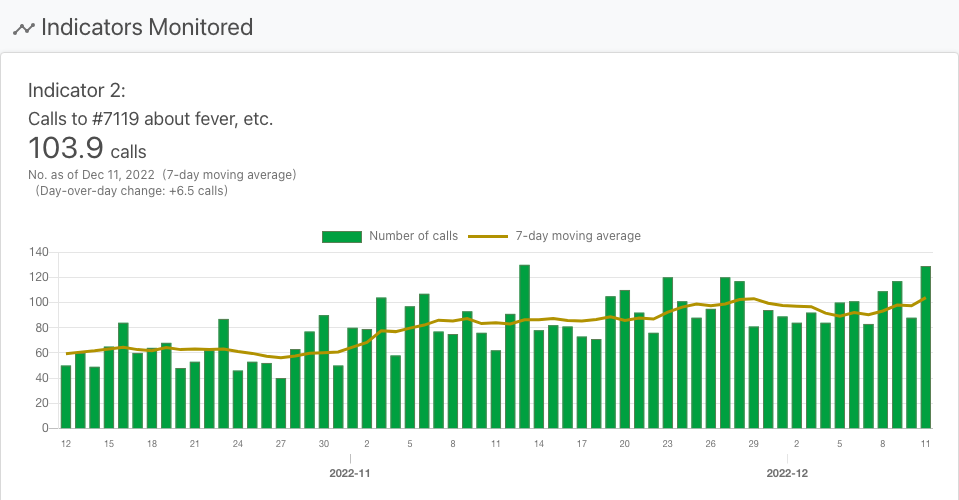 Indicators Monitored
Indicator 2:
Calls to #7119 about fever, etc.
103.9 calls
No. as of Dec 11, 2022 (7-day moving average)
(Day-over-day change: +6.5 calls)
Number of calls 7-day moving average
140
120
100
80
60
40
20
0
12 15 18 21 24 27 30 2 5 8 11 14 17 20 23 26 29 2 5 8 11
2022-11 2022-12